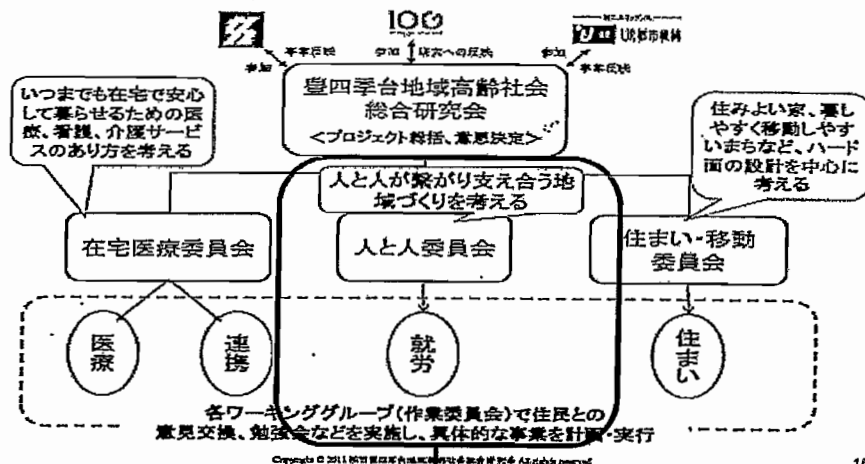 100
UR都市機構
参加
事業反映
参加
政策への反映
参加
事業反映
豊四季台地域高齢社会
総合研究会
<プロジェクト総括、意思決定>
いつまでも在宅で安心
して暮らせるための医
療、看護、介護サービ
スのあり方を考える
人と人が繋がり支え合う地
域づくりを考える
住みよい家、暮し
やすく移動しやす
いまちなど、ハード
面の設計を中心に
考える
在宅医療委員会
人と人委員会
住まい・移動
委員会
医療
連携
就労
住まい
各ワーキンググループ(作業委員会)で住民との
意見交換、勉強会などを実施し、具体的な事業を計画・実行